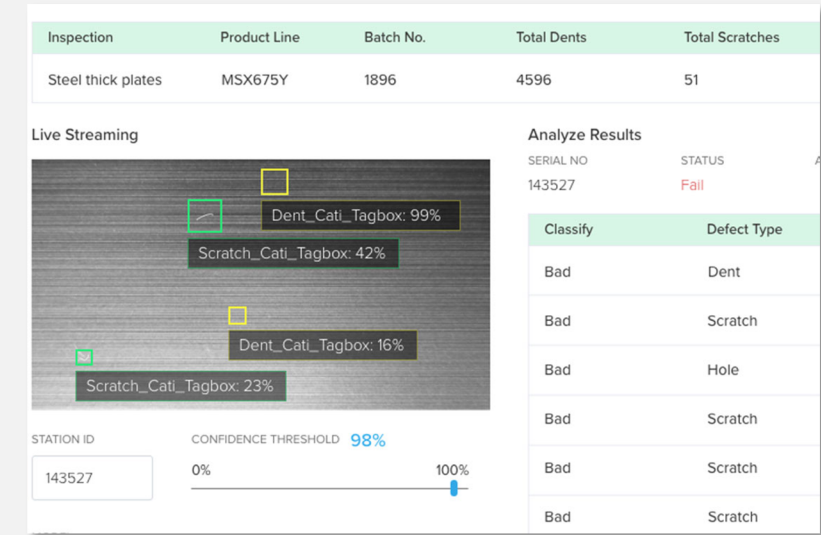 Inspection Product Line Batch No. Total Dents Total Scratches
Steel thick plates MSX675Y 1896 4596 51
Live Streaming
Dent_Cati_Tagbox: 99%
Scratch_Cati_Tagbox: 42%
Dent_Cati_Tagbox: 16%
Scratch_Cati_Tagbox: 23%
STATION ID
143527
CONFIDENCE THRESHOLD 98%
0% 100%
Analyze Results
SERIAL NO STATUS
143527 Fail
Classify Defect Type
Bad Dent
Bad Scratch
Bad Hole
Bad Scratch
Bad Scratch
Bad Scratch